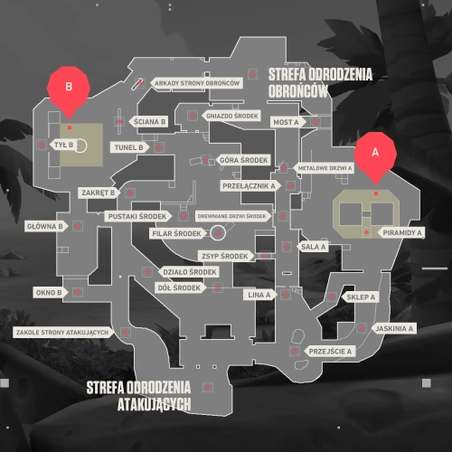 B
STREFA ODRODZENIA
OBROŃCÓW
ARKADY STRONY OBROŃCÓW
ŚCIANA B
GNIAZDO ŚRODEK
MOST A
TYŁ B
TUNEL B
A
GÓRA ŚRODEK
METALOWE DRZWI A
PRZEŁĄCZNIK A
ZAKRĘT B
PUSTAKI ŚRODEK
DREWNIANE DRZWI ŚRODEK
GŁÓWNA B
FILAR ŚRODEK
PIRAMIDY A
SALA A
ZSYP ŚRODEK
DZIAŁO ŚRODEK
DÓŁ ŚRODEK
OKNO B
LINA A
SKLEP A
ZAKOLE STRONY ATAKUJĄCYCH
JASKINIA A
PRZEJŚCIE A
STREFA ODRODZENIA
ATAKUJĄCYCH